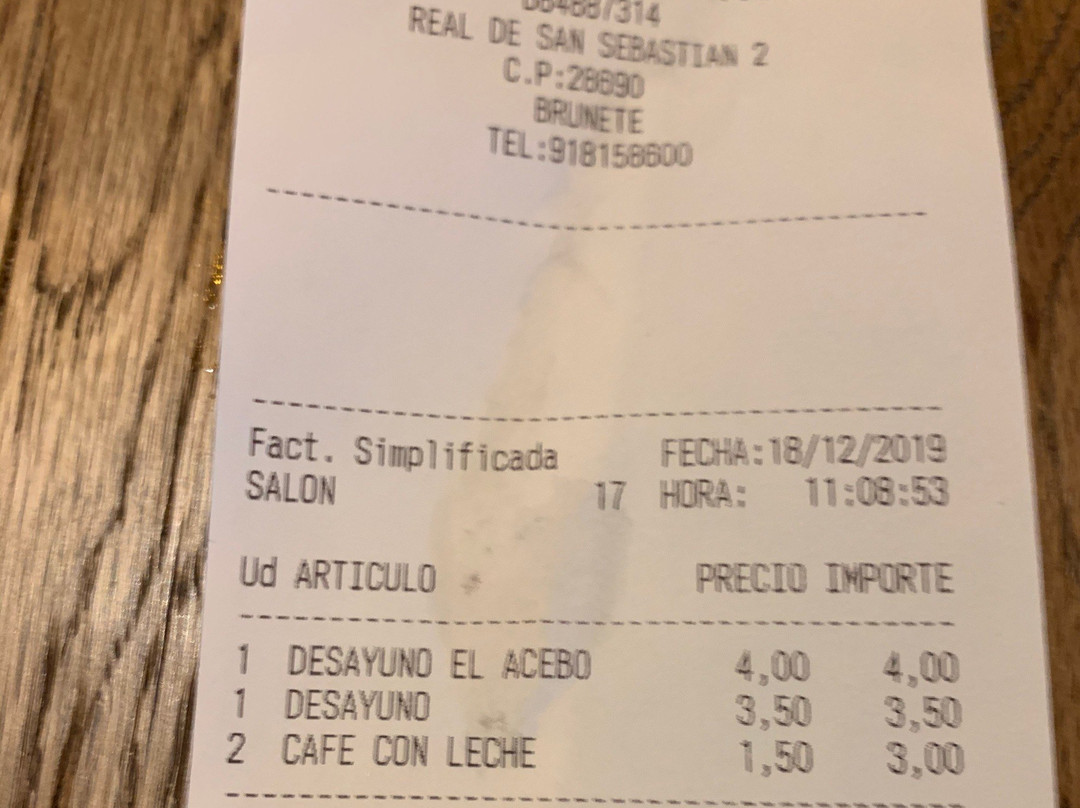 REAL DE SAN SEBASTIAN 2
C.P:28690
BRUNETE
TEL:918158600
Fact. Simplificada FECHA:18/12/2019
SALON 17 HORA: 11:08:53
Ud ARTICULO PRECIO IMPORTE
1 DESAYUNO EL ACEBO 4,00 4,00
1 DESAYUNO 3,50 3,50
2 CAFE CON LECHE 1,50 3,00